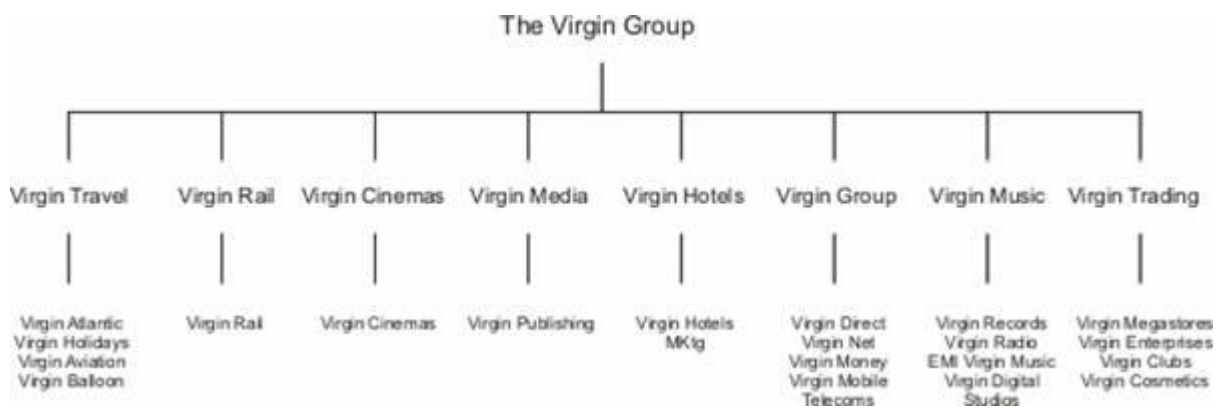 The Virgin Group
Virgin Travel Virgin Rail Virgin Cinemas Virgin Media Virgin Hotels Virgin Group Virgin Music Virgin Trading
Virgin Atlantic
Virgin Holidays
Virgin Aviation
Virgin Balloon
Virgin Rail
Virgin Cinemas
Virgin Publishing
Virgin Hotels
MKtg
Virgin Direct
Virgin Net
Virgin Money
Virgin Mobile
Telecoms
Virgin Records
Virgin Radio
EMI Virgin Music
Virgin Digital
Studios
Virgin Megastores
Virgin Enterprises
Virgin Clubs
Virgin Cosmetics